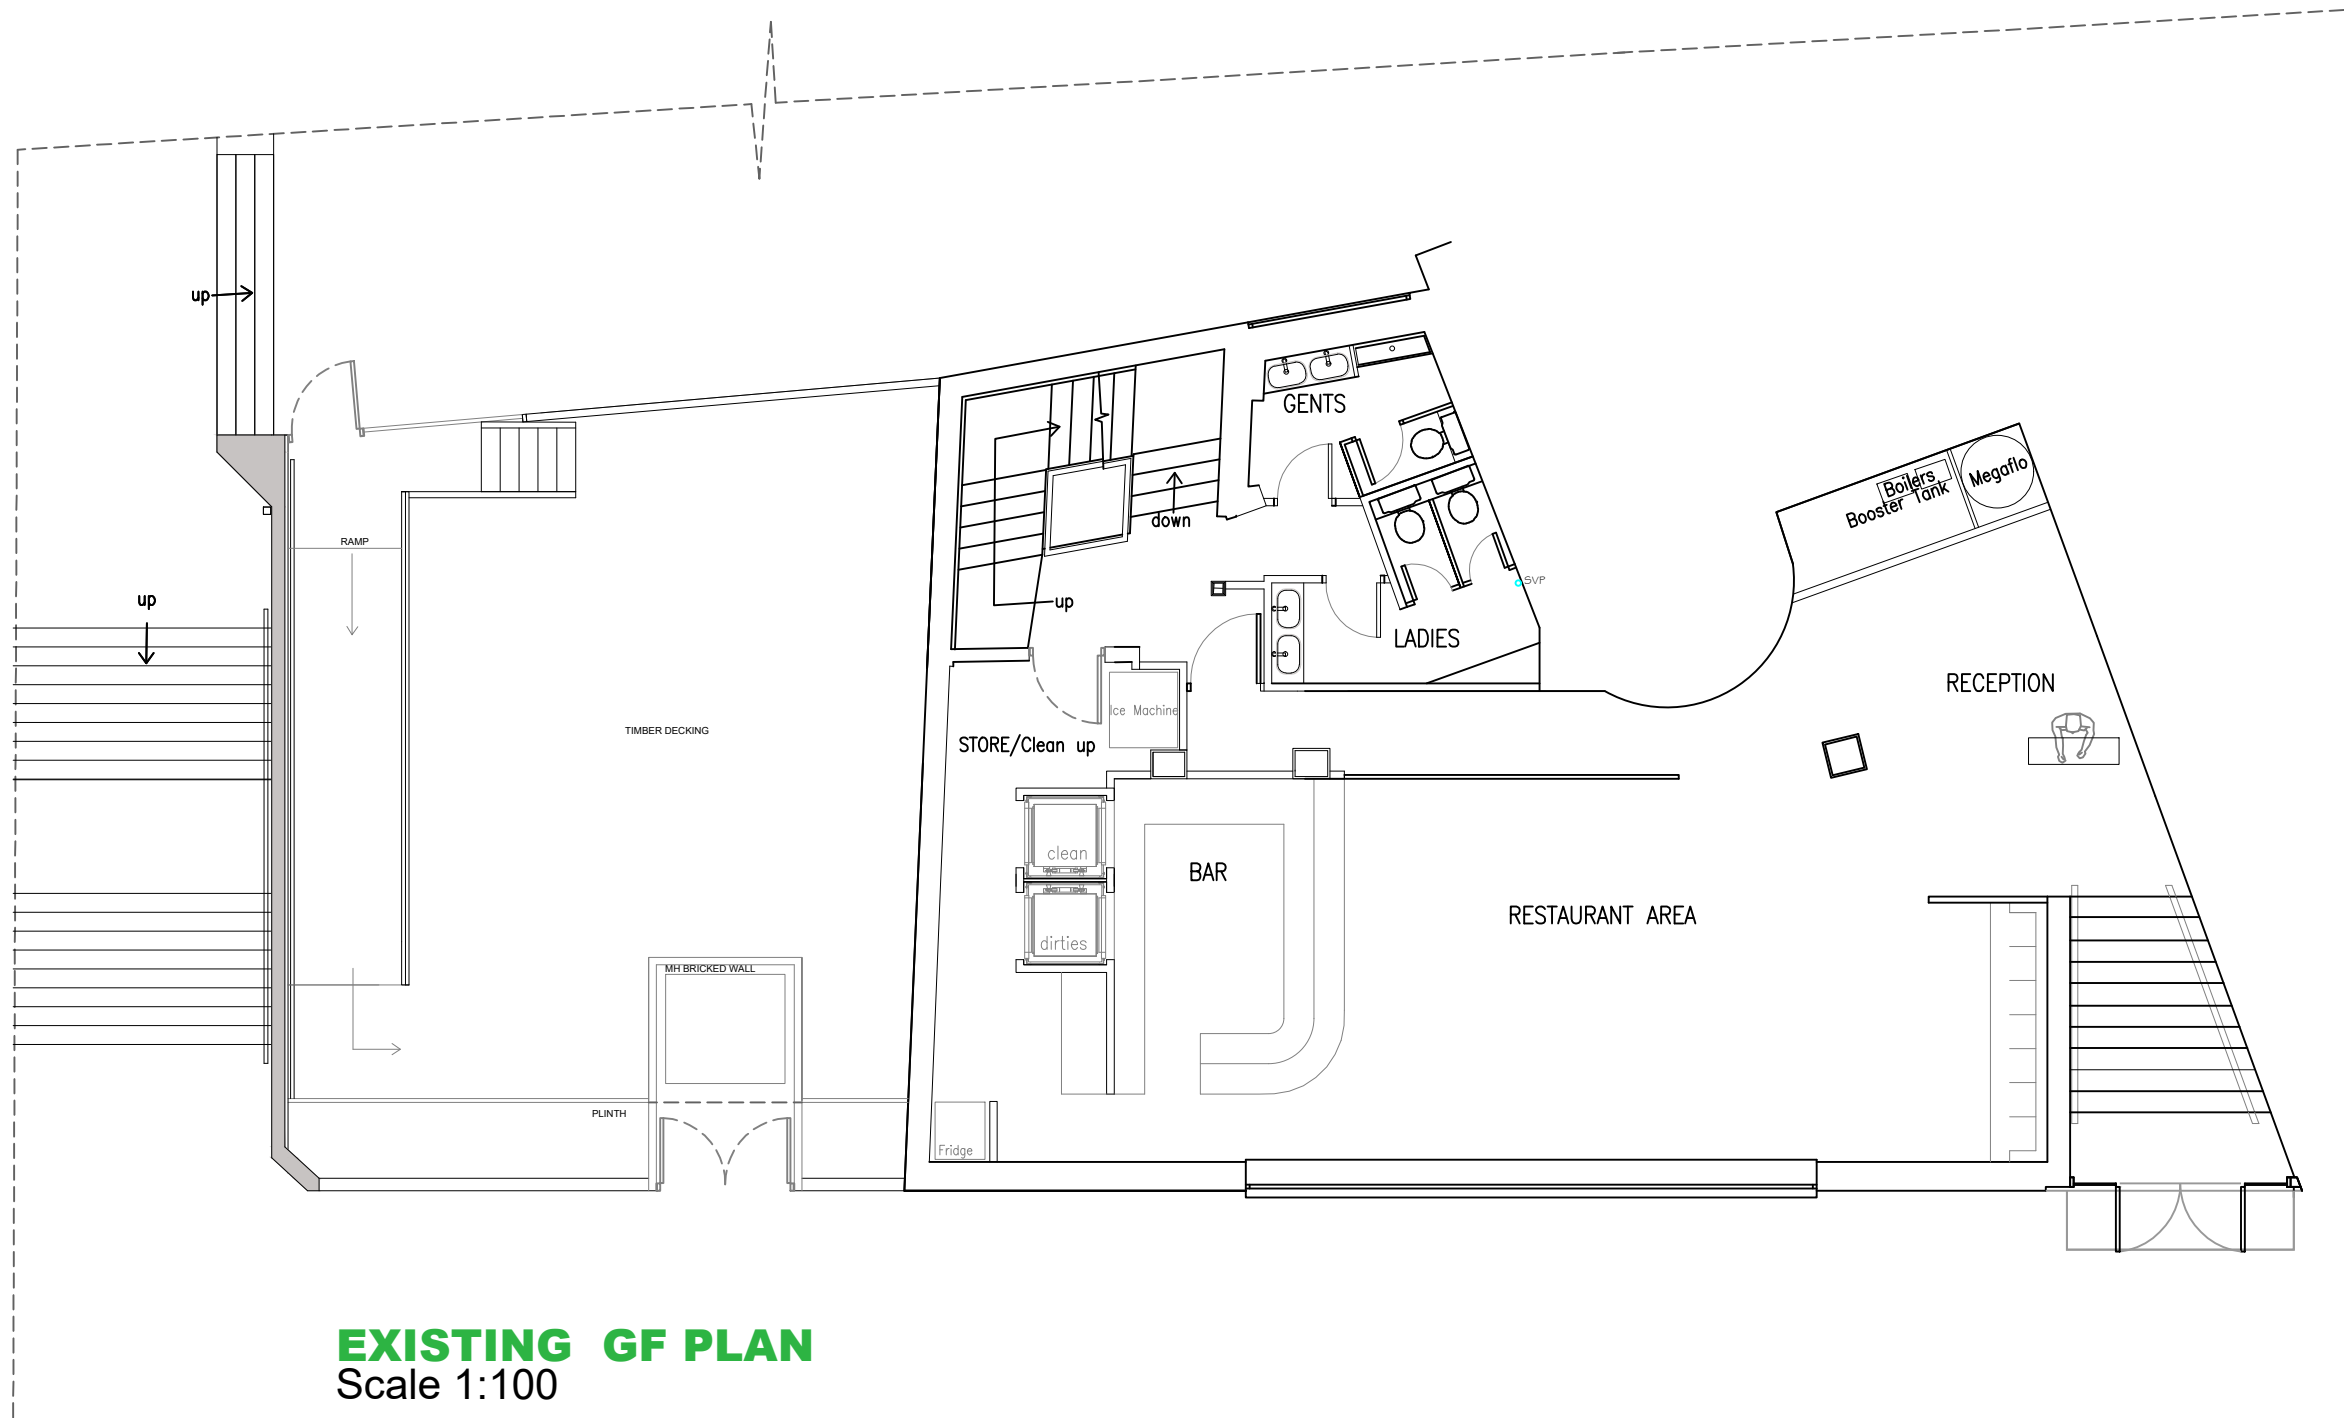 up
GENTS
Boilers
Booster Tank
Megaflo
down
RAMP
SVP
up
up
LADIES
RECEPTION
Ice Machine
TIMBER DECKING
STORE/Clean up
clean
BAR
RESTAURANT AREA
dirties
MH BRICKED WALL
PLINTH
Fridge
EXISTING GF PLAN
Scale 1:100